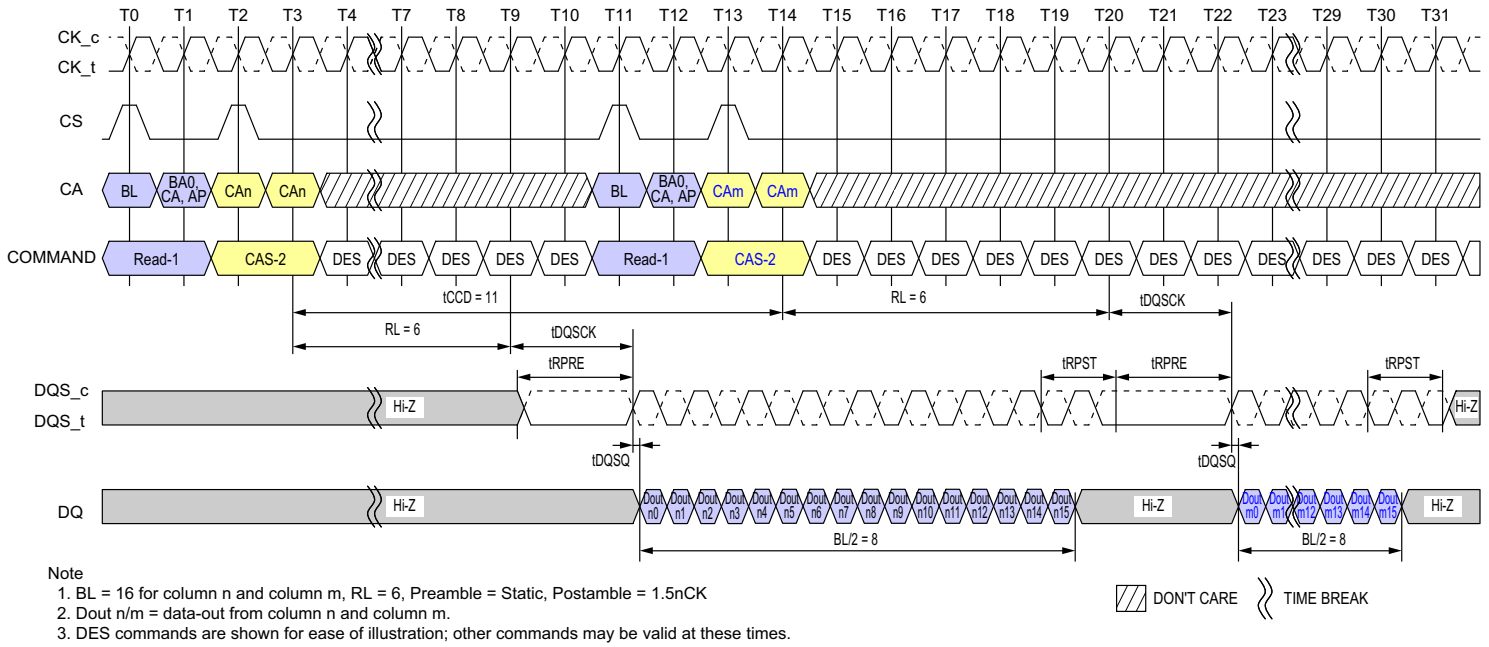 T0 T1 T2 T3 T4 T7 T8 T9 T10 T11 T12 T13 T14 T15 T16 T17 T18 T19 T20 T21 T22 T23 T29 T30 T31
CK_c
CK_t
CS
CA BL BA0, CA, AP CAn CAn BL BA0, CA, AP CAm CAm
COMMAND Read-1 CAS-2 DES DES DES DES DES Read-1 CAS-2 DES DES DES DES DES DES DES DES DES DES DES DES
tCCD = 11 RL = 6 tDQSCK
RL = 6 tDQSCK
tRPRE tRPST tRPRE tRPST
DQS_c
DQS_t
Hi-Z Hi-Z
tDQSQ tDQSQ
DQ Hi-Z Dout n0 Dout n1 Dout n2 Dout n3 Dout n4 Dout n5 Dout n6 Dout n7 Dout n8 Dout n9 Dout n10 Dout n11 Dout n12 Dout n13 Dout n14 Dout n15 Hi-Z Dout m0 Dout m1 Dout m12 Dout m13 Dout m14 Dout m15 Hi-Z
BL/2 = 8 BL/2 = 8
Note
1. BL = 16 for column n and column m, RL = 6, Preamble = Static, Postamble = 1.5nCK
2. Dout n/m = data-out from column n and column m.
3. DES commands are shown for ease of illustration; other commands may be valid at these times.
DON'T CARE TIME BREAK